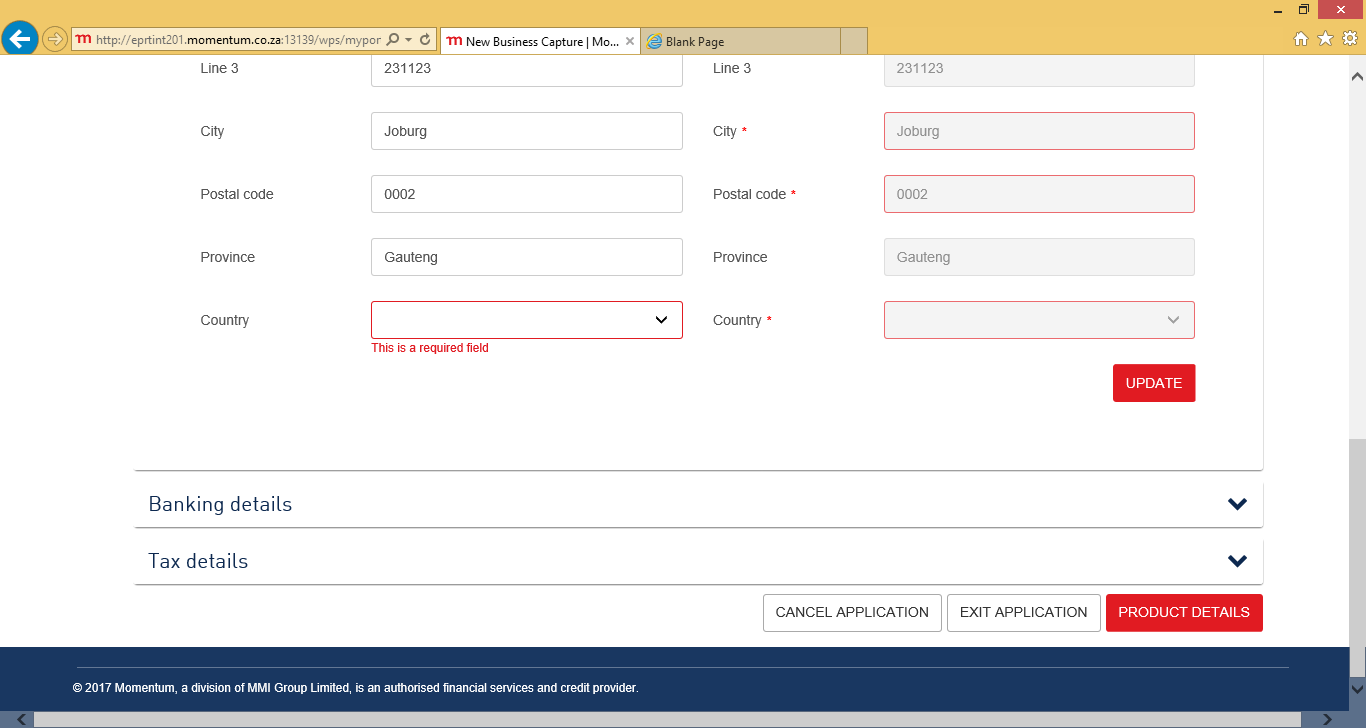 http://eprtint201.momentum.co.za:13139/wps/mypor
New Business Capture | Mo...
Blank Page
Line 3 231123 Line 3 231123
City Joburg City * Joburg
Postal code 0002 Postal code * 0002
Province Gauteng Province Gauteng
Country Country *
This is a required field
UPDATE
Banking details
Tax details
CANCEL APPLICATION EXIT APPLICATION PRODUCT DETAILS
© 2017 Momentum, a division of MMI Group Limited, is an authorised financial services and credit provider.